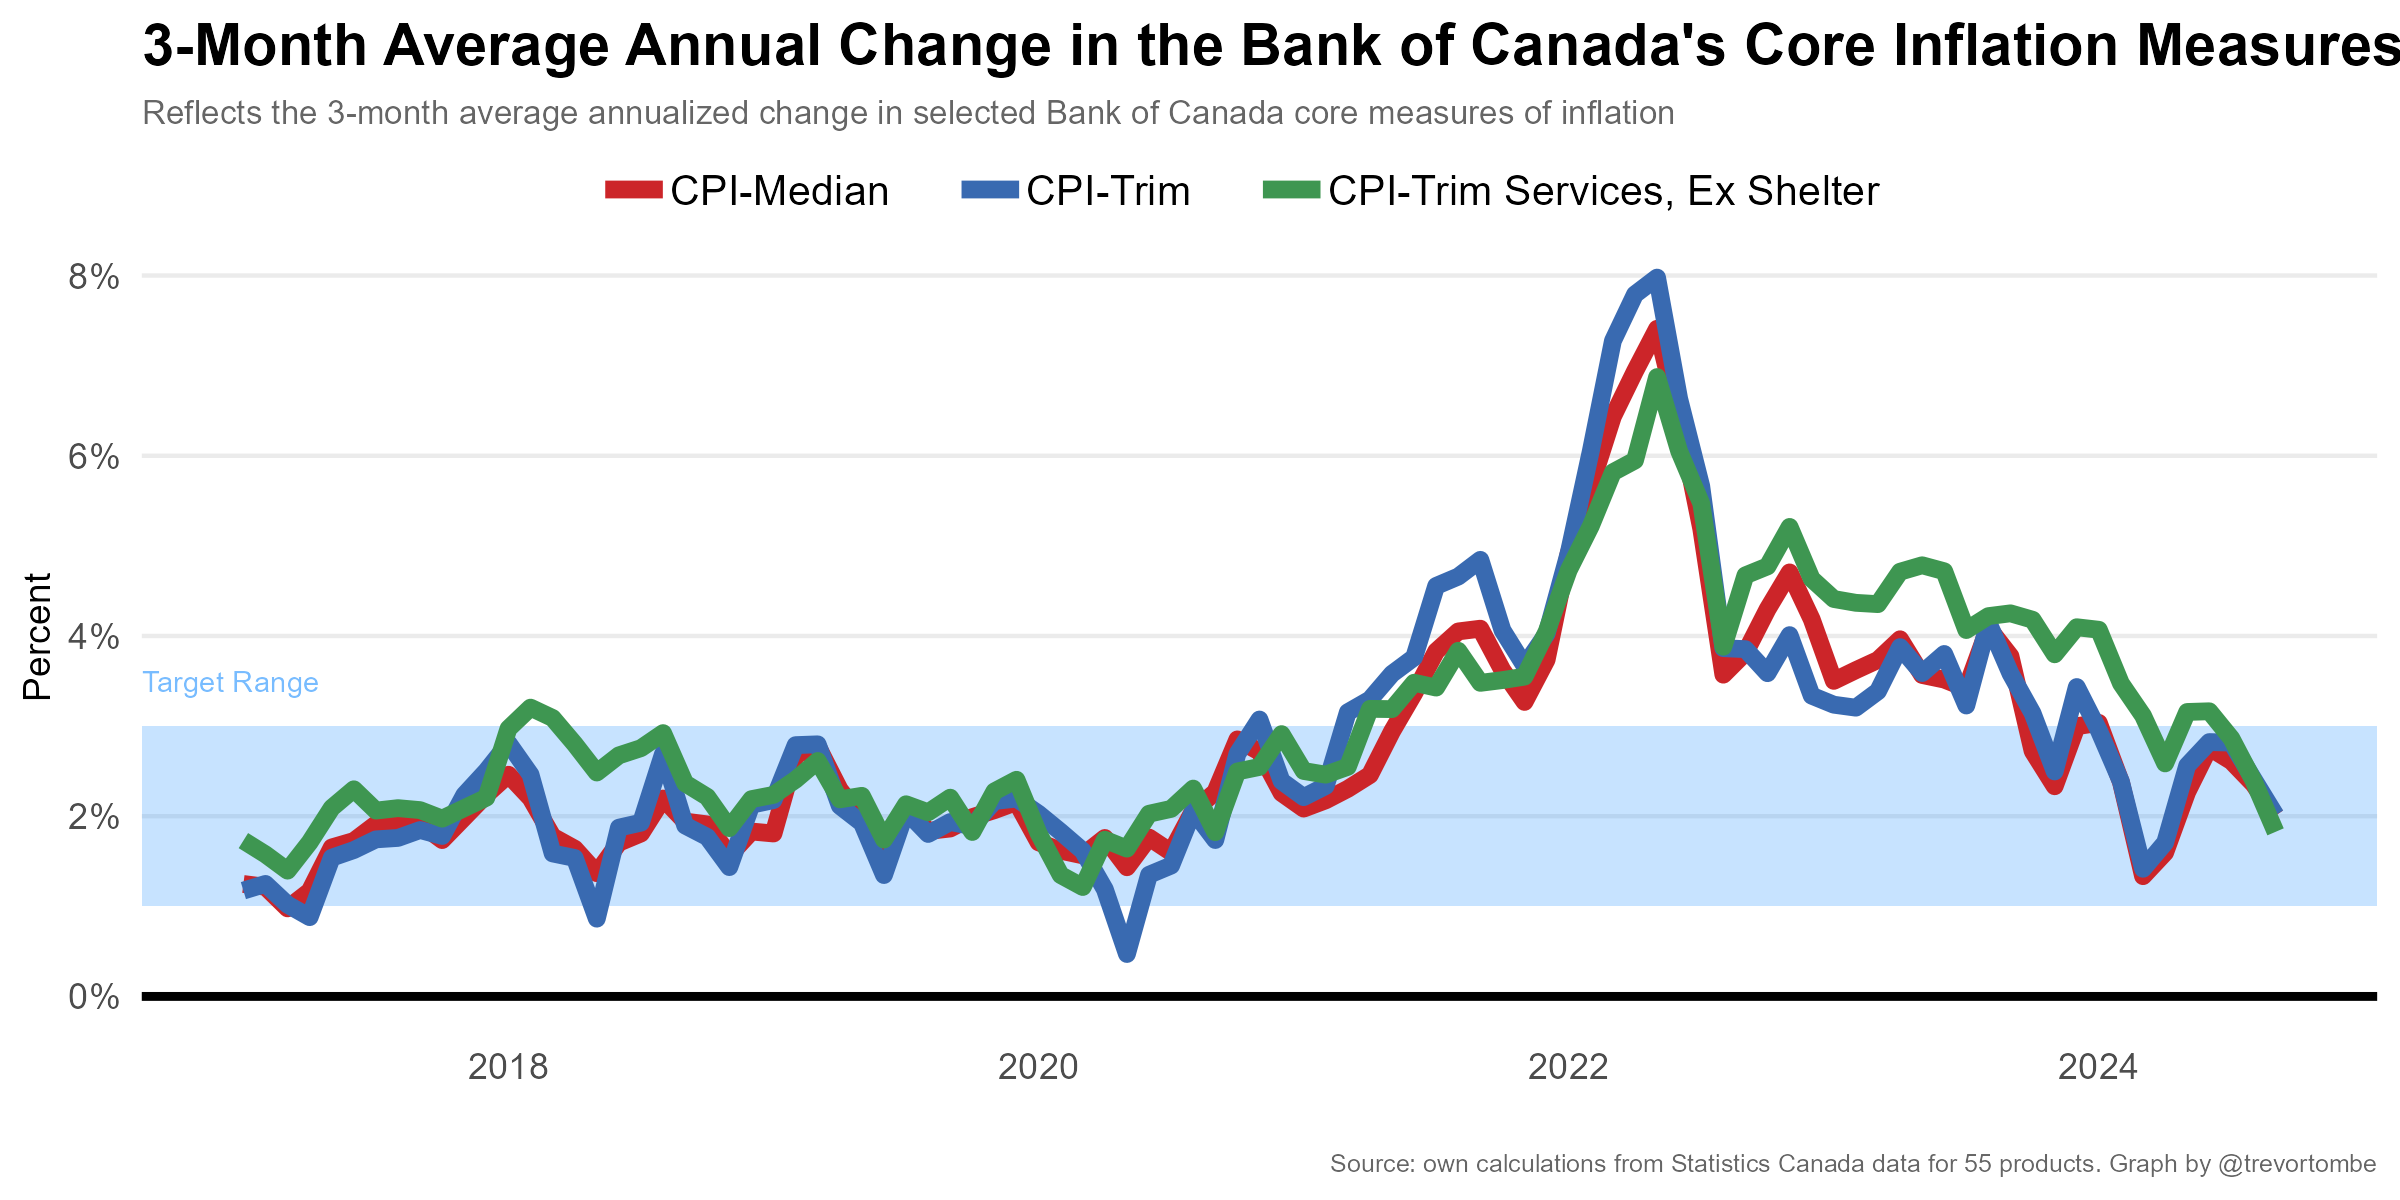 3-Month Average Annual Change in the Bank of Canada's Core Inflation Measures
Reflects the 3-month average annualized change in selected Bank of Canada core measures of inflation
CPI-Median CPI-Trim CPI-Trim Services, Ex Shelter
8%
6%
4%
2%
0%
Percent
Target Range
2018 2020 2022 2024
Source: own calculations from Statistics Canada data for 55 products. Graph by @trevortombe